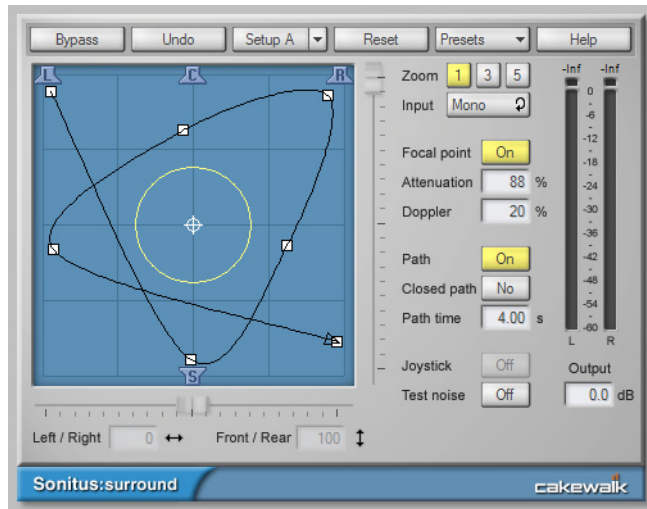 Bypass Undo Setup A Reset Presets Help
L C R
S
Zoom 1 3 5
Input Mono
Focal point On
Attenuation 88 %
Doppler 20 %
Path On
Closed path No
Path time 4.00 s
Joystick Off
Test noise Off
-Inf -Inf
0
-6
-12
-18
-24
-30
-36
-42
-48
-54
-60
L R
Output
0.0 dB
Left / Right 0 Front / Rear 100
Sonitus:surround cakewalk